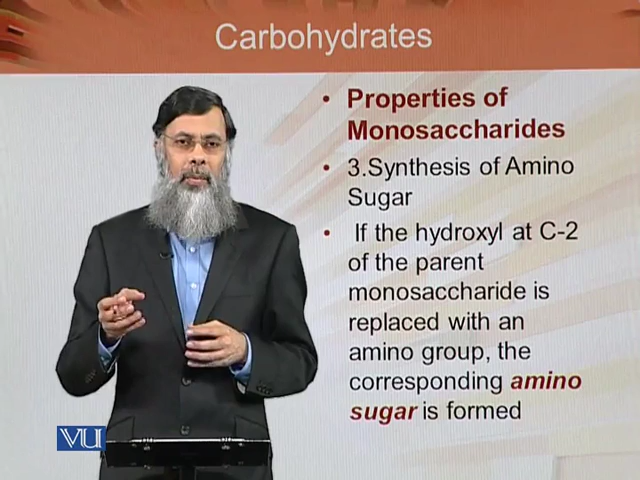 Carbohydrates
• Properties of
Monosaccharides
• 3.Synthesis of Amino
Sugar
• If the hydroxyl at C-2
of the parent
monosaccharide is
replaced with an
amino group, the
corresponding amino
sugar is formed
VU